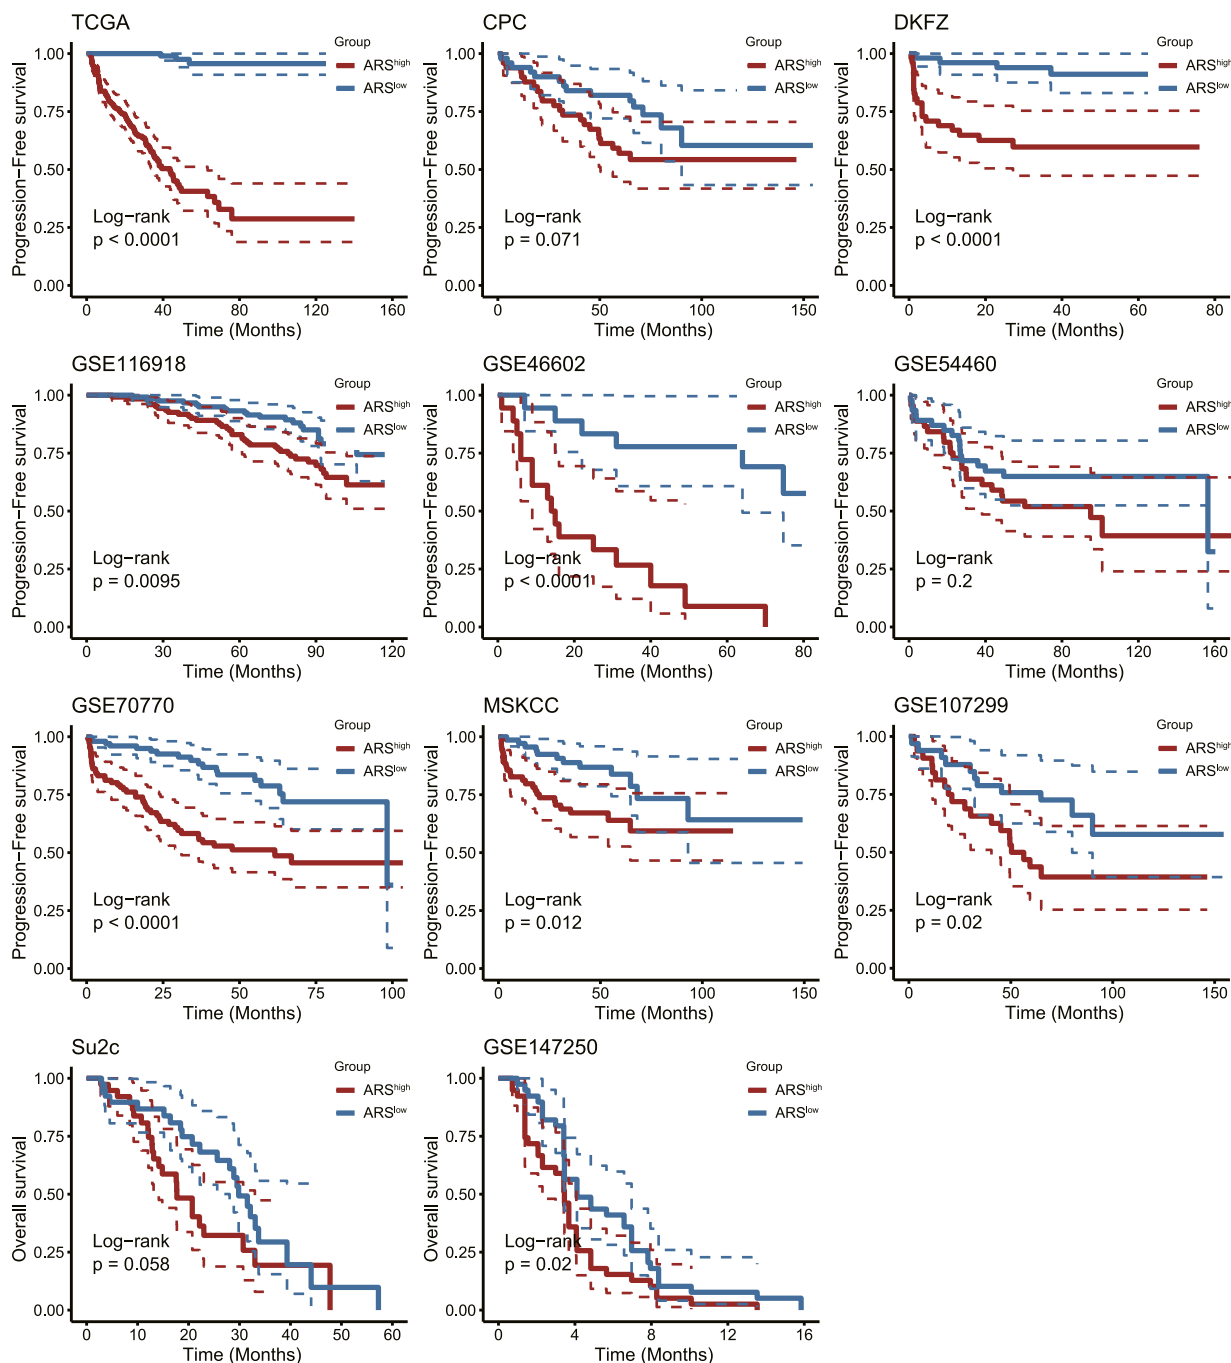 TCGA
Group
ARShigh
ARSlow
Progression-Free survival
1.00
0.75
0.50
0.25
0.00
Log-rank
p < 0.0001
0 40 80 120 160
Time (Months)
CPC
Group
ARShigh
ARSlow
Progression-Free survival
1.00
0.75
0.50
0.25
0.00
Log-rank
p = 0.071
0 50 100 150
Time (Months)
DKFZ
Group
ARShigh
ARSlow
Progression-Free survival
1.00
0.75
0.50
0.25
0.00
Log-rank
p < 0.0001
0 20 40 60 80
Time (Months)
GSE116918
Group
ARShigh
ARSlow
Progression-Free survival
1.00
0.75
0.50
0.25
0.00
Log-rank
p = 0.0095
0 30 60 90 120
Time (Months)
GSE46602
Group
ARShigh
ARSlow
Progression-Free survival
1.00
0.75
0.50
0.25
0.00
Log-rank
p < 0.0001
0 20 40 60 80
Time (Months)
GSE54460
Group
ARShigh
ARSlow
Progression-Free survival
1.00
0.75
0.50
0.25
0.00
Log-rank
p = 0.2
0 40 80 120 160
Time (Months)
GSE70770
Group
ARShigh
ARSlow
Progression-Free survival
1.00
0.75
0.50
0.25
0.00
Log-rank
p < 0.0001
0 25 50 75 100
Time (Months)
MSKCC
Group
ARShigh
ARSlow
Progression-Free survival
1.00
0.75
0.50
0.25
0.00
Log-rank
p = 0.012
0 50 100 150
Time (Months)
GSE107299
Group
ARShigh
ARSlow
Progression-Free survival
1.00
0.75
0.50
0.25
0.00
Log-rank
p = 0.02
0 50 100 150
Time (Months)
Su2c
Group
ARShigh
ARSlow
Overall survival
1.00
0.75
0.50
0.25
0.00
Log-rank
p = 0.058
0 10 20 30 40 50 60
Time (Months)
GSE147250
Group
ARShigh
ARSlow
Overall survival
1.00
0.75
0.50
0.25
0.00
Log-rank
p = 0.02
0 4 8 12 16
Time (Months)